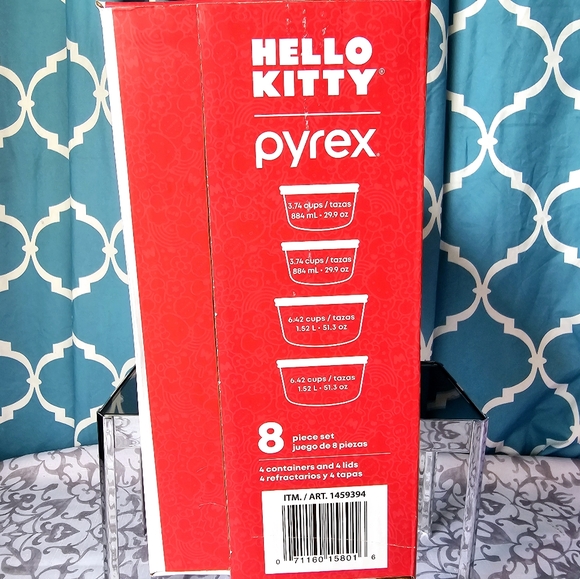 HELLO
KITTY®
pyrex®
3.74 cups / tazas
884 mL • 29.9 oz
3.74 cups / tazas
884 mL • 29.9 oz
6.42 cups / tazas
1.52 L • 51.3 oz
6.42 cups / tazas
1.52 L • 51.3 oz
8 piece set
juego de 8 piezas
4 containers and 4 lids
4 refractarios y 4 tapas
ITM. / ART. 1459394
0 71160 15801 6